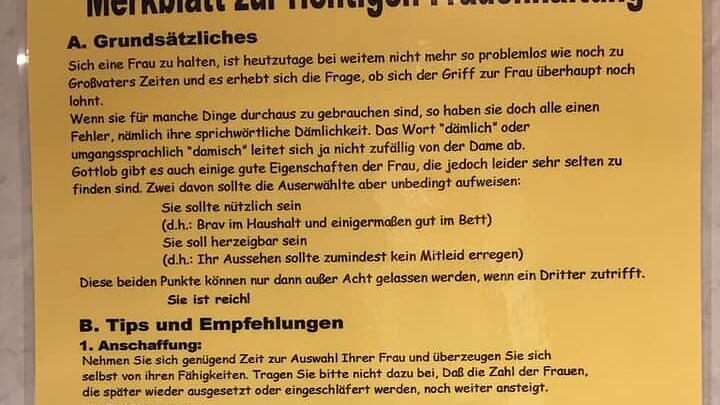 Merkblatt zur richtigen Frauenhaltung
A. Grundsätzliches
Sich eine Frau zu halten, ist heutzutage bei weitem nicht mehr so problemlos wie noch zu
Großvaters Zeiten und es erhebt sich die Frage, ob sich der Griff zur Frau überhaupt noch
lohnt.
Wenn sie für manche Dinge durchaus zu gebrauchen sind, so haben sie doch alle einen
Fehler, nämlich ihre sprichwörtliche Dämlichkeit. Das Wort "dämlich" oder
umgangssprachlich "damisch" leitet sich ja nicht zufällig von der Dame ab.
Gottlob gibt es auch einige gute Eigenschaften der Frau, die jedoch leider sehr selten zu
finden sind. Zwei davon sollte die Auserwählte aber unbedingt aufweisen:
Sie sollte nützlich sein
(d.h.: Brav im Haushalt und einigermaßen gut im Bett)
Sie soll herzeigbar sein
(d.h.: Ihr Aussehen sollte zumindest kein Mitleid erregen)
Diese beiden Punkte können nur dann außer Acht gelassen werden, wenn ein Dritter zutrifft.
Sie ist reich!
B. Tips und Empfehlungen
1. Anschaffung:
Nehmen Sie sich genügend Zeit zur Auswahl Ihrer Frau und überzeugen Sie sich
selbst von ihren Fähigkeiten. Tragen Sie bitte nicht dazu bei, Daß die Zahl der Frauen,
die später wieder ausgesetzt oder eingeschläfert werden, noch weiter ansteigt.